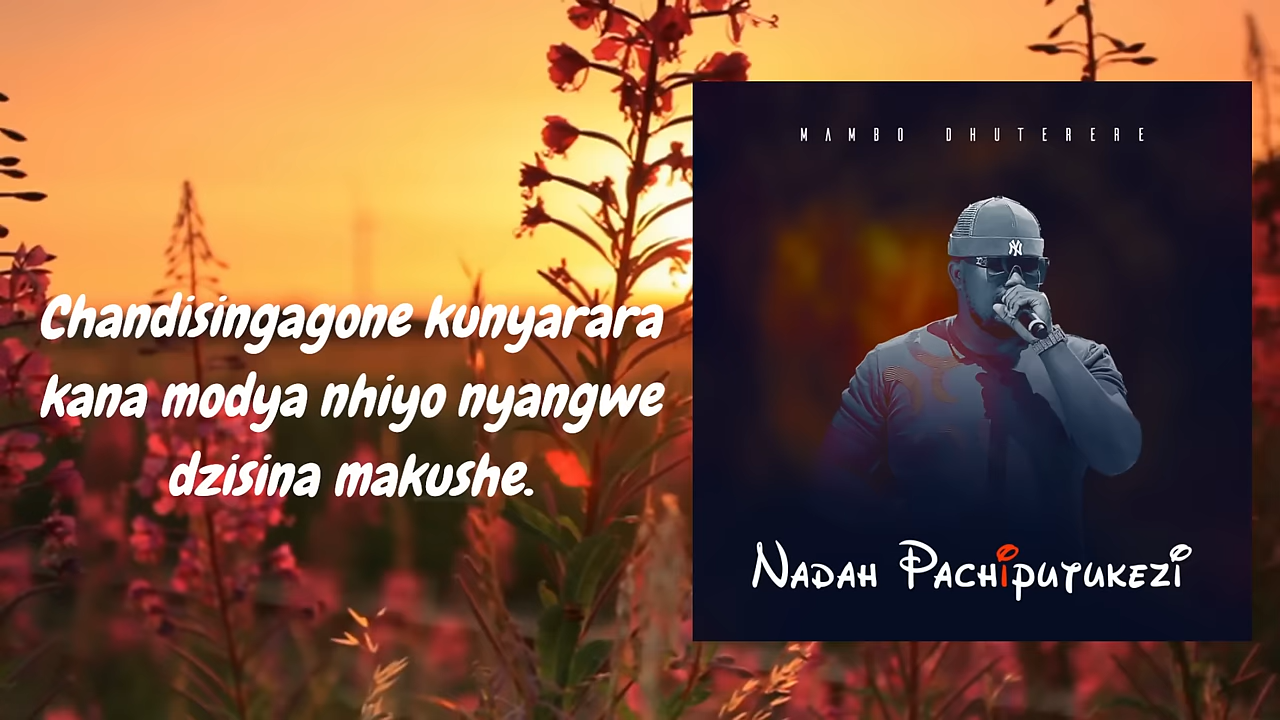 Chandisingagone kunyarara
kana modya nhiyo nyangwe
dzisina makushe.
MAMBO DHUTERERE
NY
NADAH PACHIPUTUKEZI